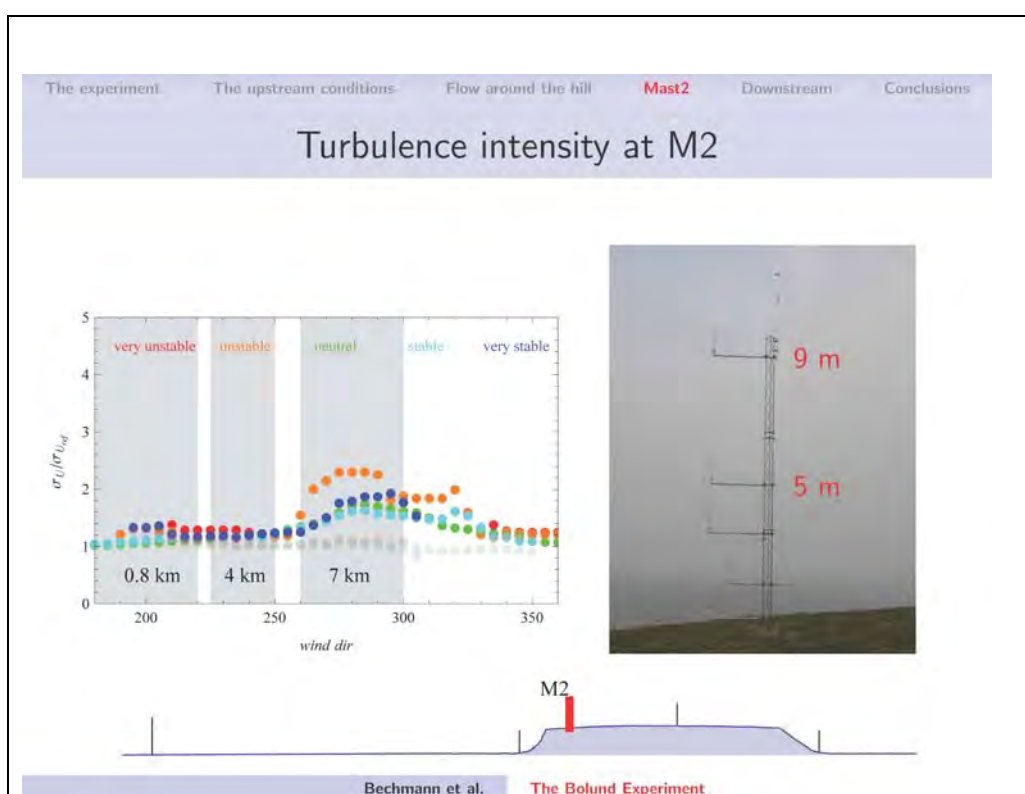 The experiment The upstream conditions Flow around the hill Mast2 Downstream Conclusions
Turbulence intensity at M2
5
very unstable unstable neutral stable very stable
4
3
2
1
0
σU/σUref
0.8 km 4 km 7 km
200 250 300 350
wind dir
9 m
5 m
M2
Bechmann et al. The Bolund Experiment